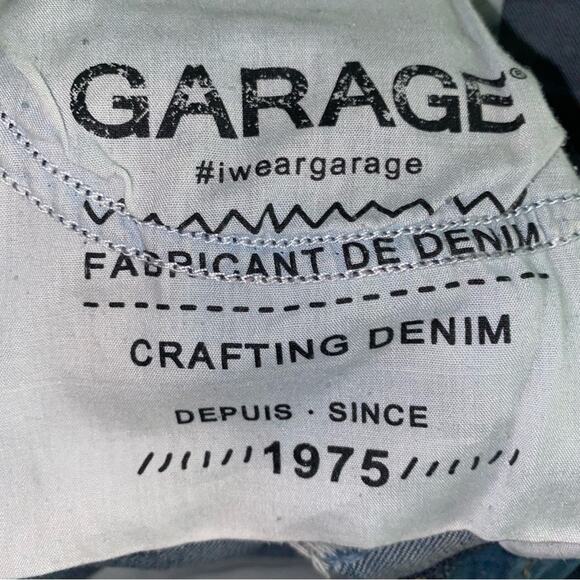 GARAGE®
#iweargarage
FABRICANT DE DENIM
CRAFTING DENIM
DEPUIS · SINCE
1975